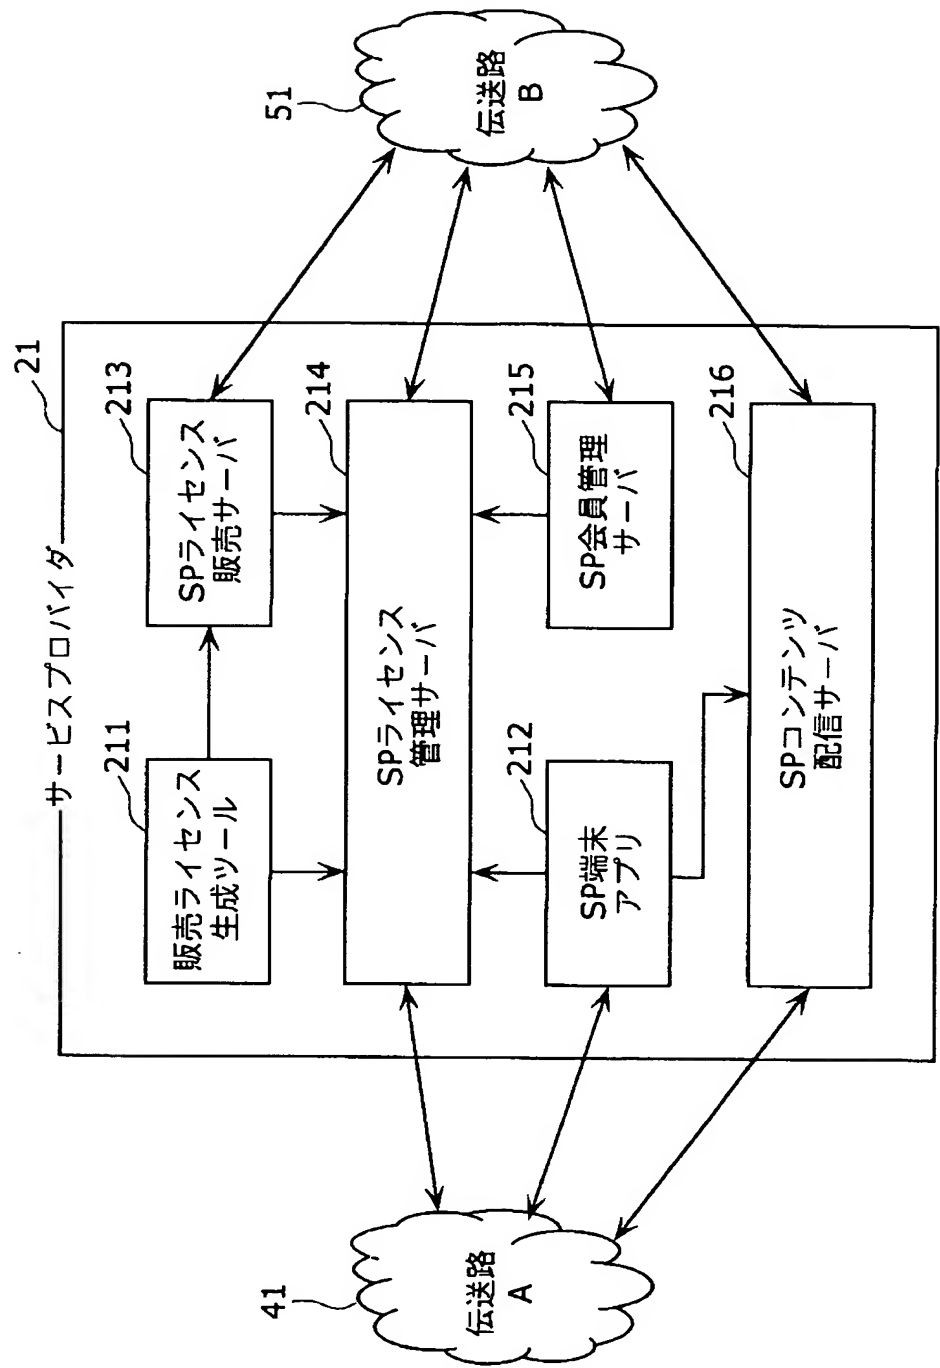 サービスプロバイダ
21
211
販売ライセンス
生成ツール
213
SPライセンス
販売サーバ
51
伝送路
B
214
SPライセンス
管理サーバ
41
伝送路
A
212
SP端末
アプリ
215
SP会員管理
サーバ
216
SPコンテンツ
配信サーバ